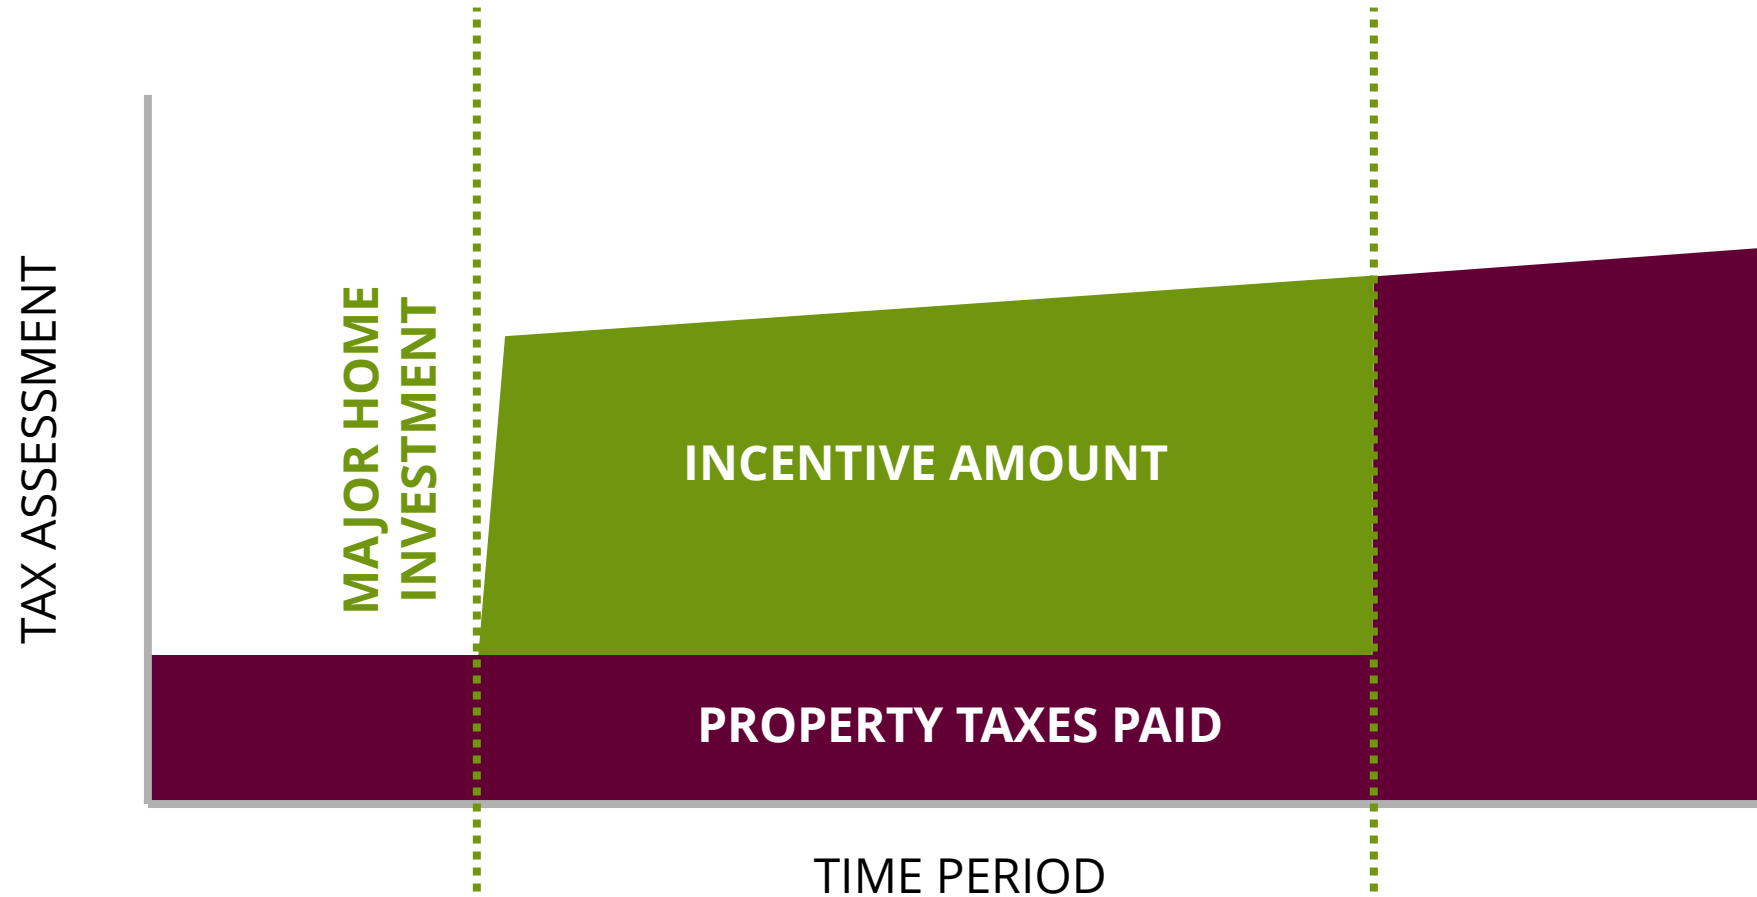 TAX ASSESSMENT
MAJOR HOME
INVESTMENT
INCENTIVE AMOUNT
PROPERTY TAXES PAID
TIME PERIOD